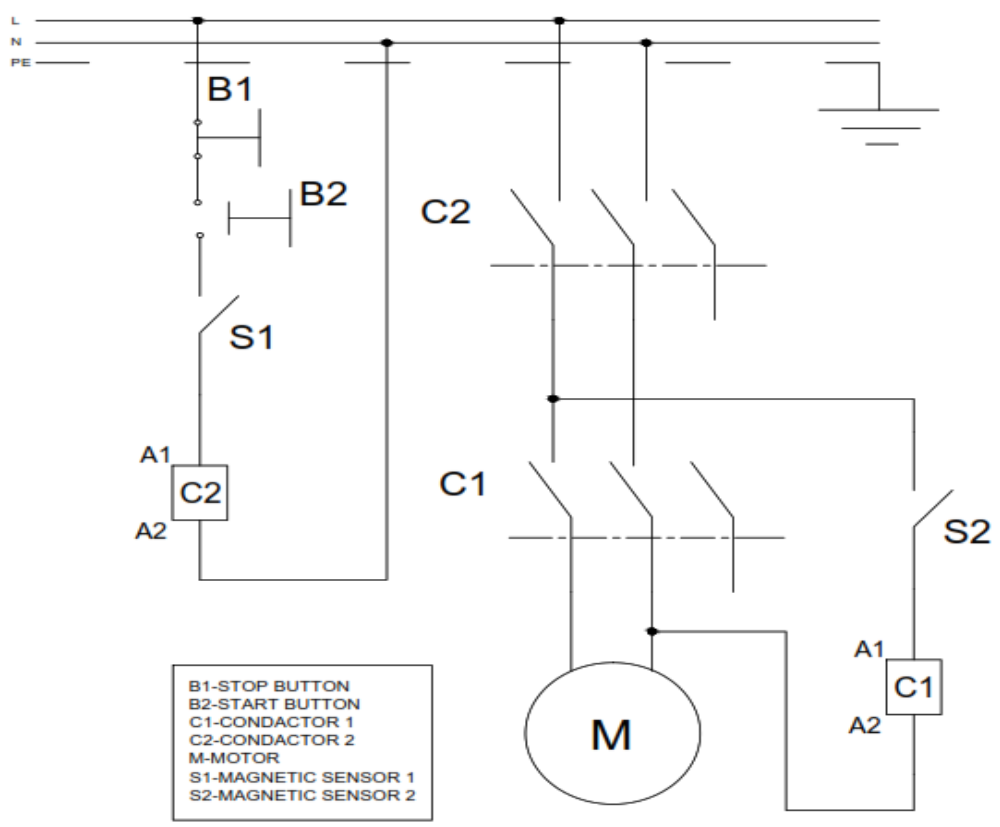 L
N
PE
B1
B2
C2
S1
A1
C2
A2
C1
S2
A1
C1
A2
M
B1-STOP BUTTON
B2-START BUTTON
C1-CONDACTOR 1
C2-CONDACTOR 2
M-MOTOR
S1-MAGNETIC SENSOR 1
S2-MAGNETIC SENSOR 2